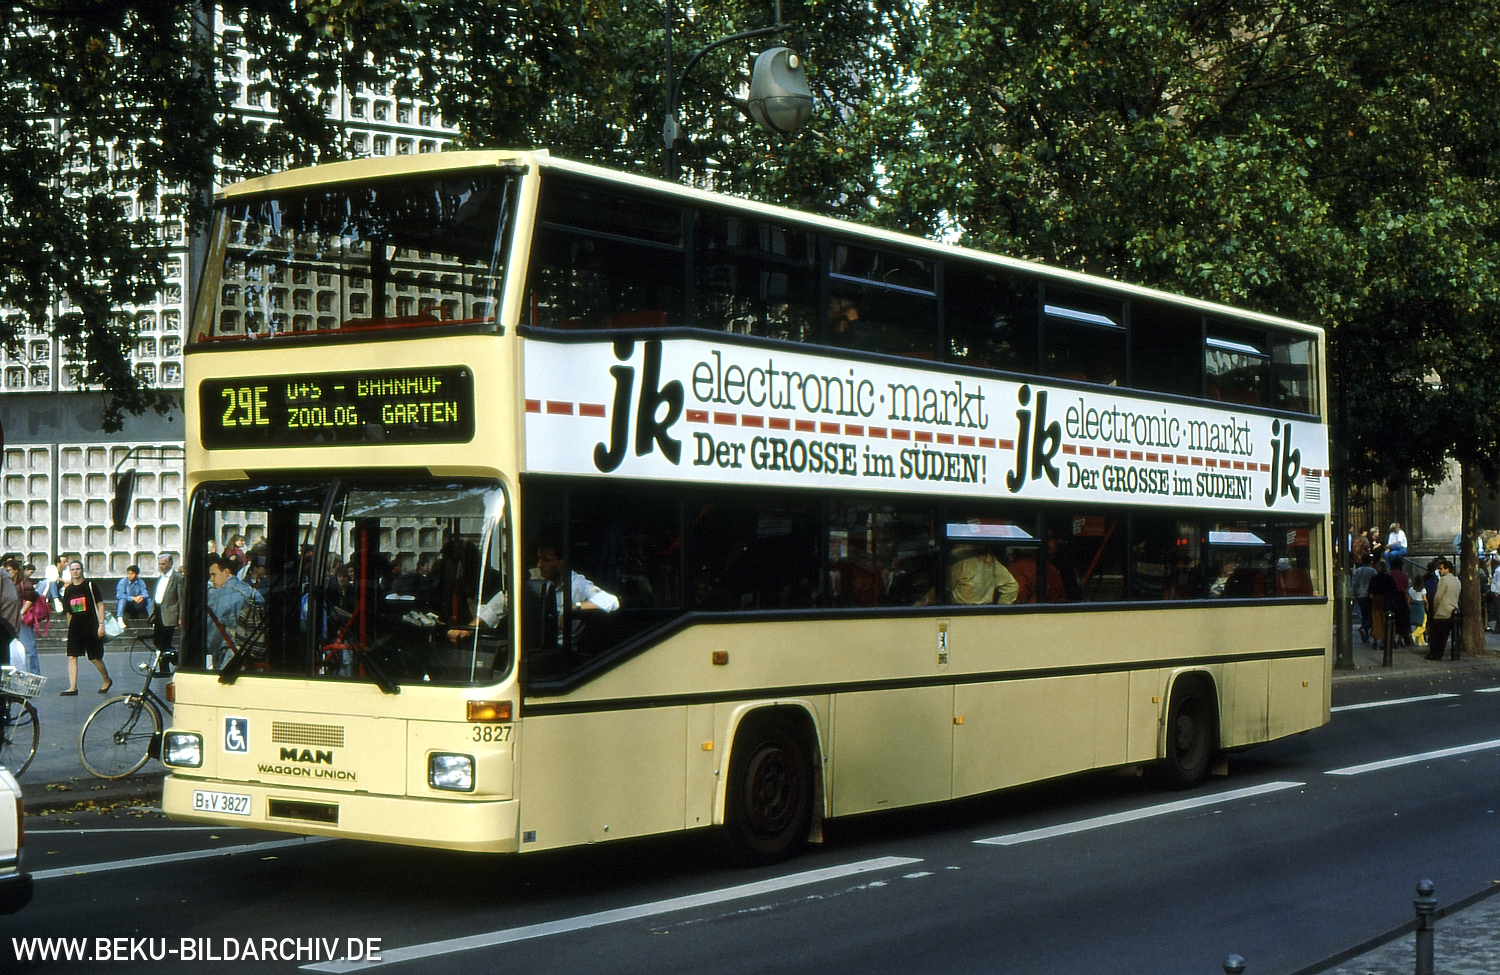 29E U+S - BAHNHOF
ZOOLOG. GARTEN
jk electronic·markt
Der GROSSE im SÜDEN!
jk electronic·markt
Der GROSSE im SÜDEN!
jk
3827
MAN
WAGGON UNION
B V 3827
BVG
WWW.BEKU-BILDARCHIV.DE